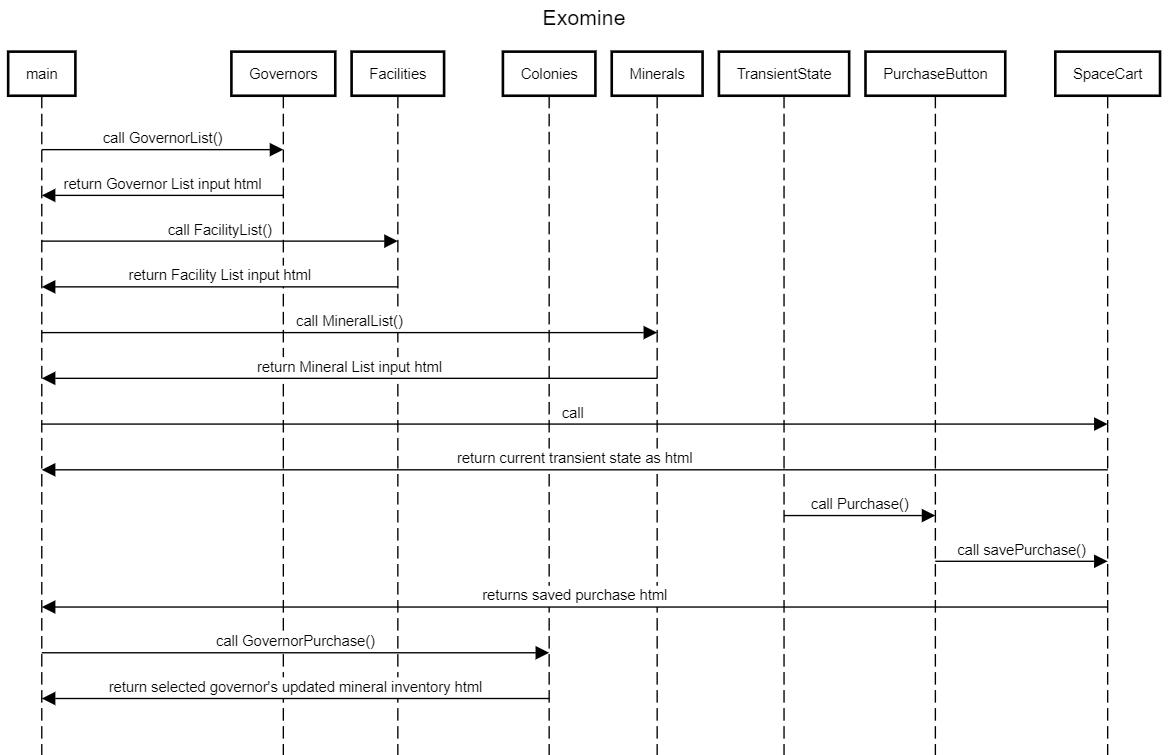 Exomine
main
Governors
Facilities
Colonies
Minerals
TransientState
PurchaseButton
SpaceCart
call GovernorList()
return Governor List input html
call FacilityList()
return Facility List input html
call MineralList()
return Mineral List input html
call
return current transient state as html
call Purchase()
call savePurchase()
returns saved purchase html
call GovernorPurchase()
return selected governor's updated mineral inventory html